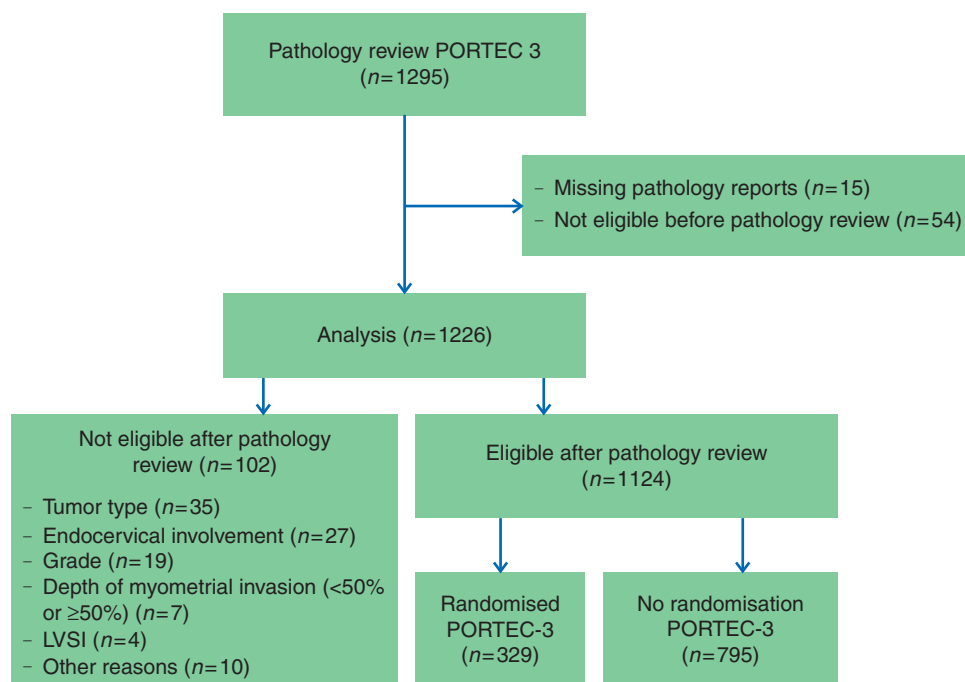 Pathology review PORTEC 3
(n=1295)
– Missing pathology reports (n=15)
– Not eligible before pathology review (n=54)
Analysis (n=1226)
Not eligible after pathology
review (n=102)
– Tumor type (n=35)
– Endocervical involvement (n=27)
– Grade (n=19)
– Depth of myometrial invasion (<50%
or ≥50%) (n=7)
– LVSI (n=4)
– Other reasons (n=10)
Eligible after pathology review
(n=1124)
Randomised
PORTEC-3
(n=329)
No randomisation
PORTEC-3
(n=795)